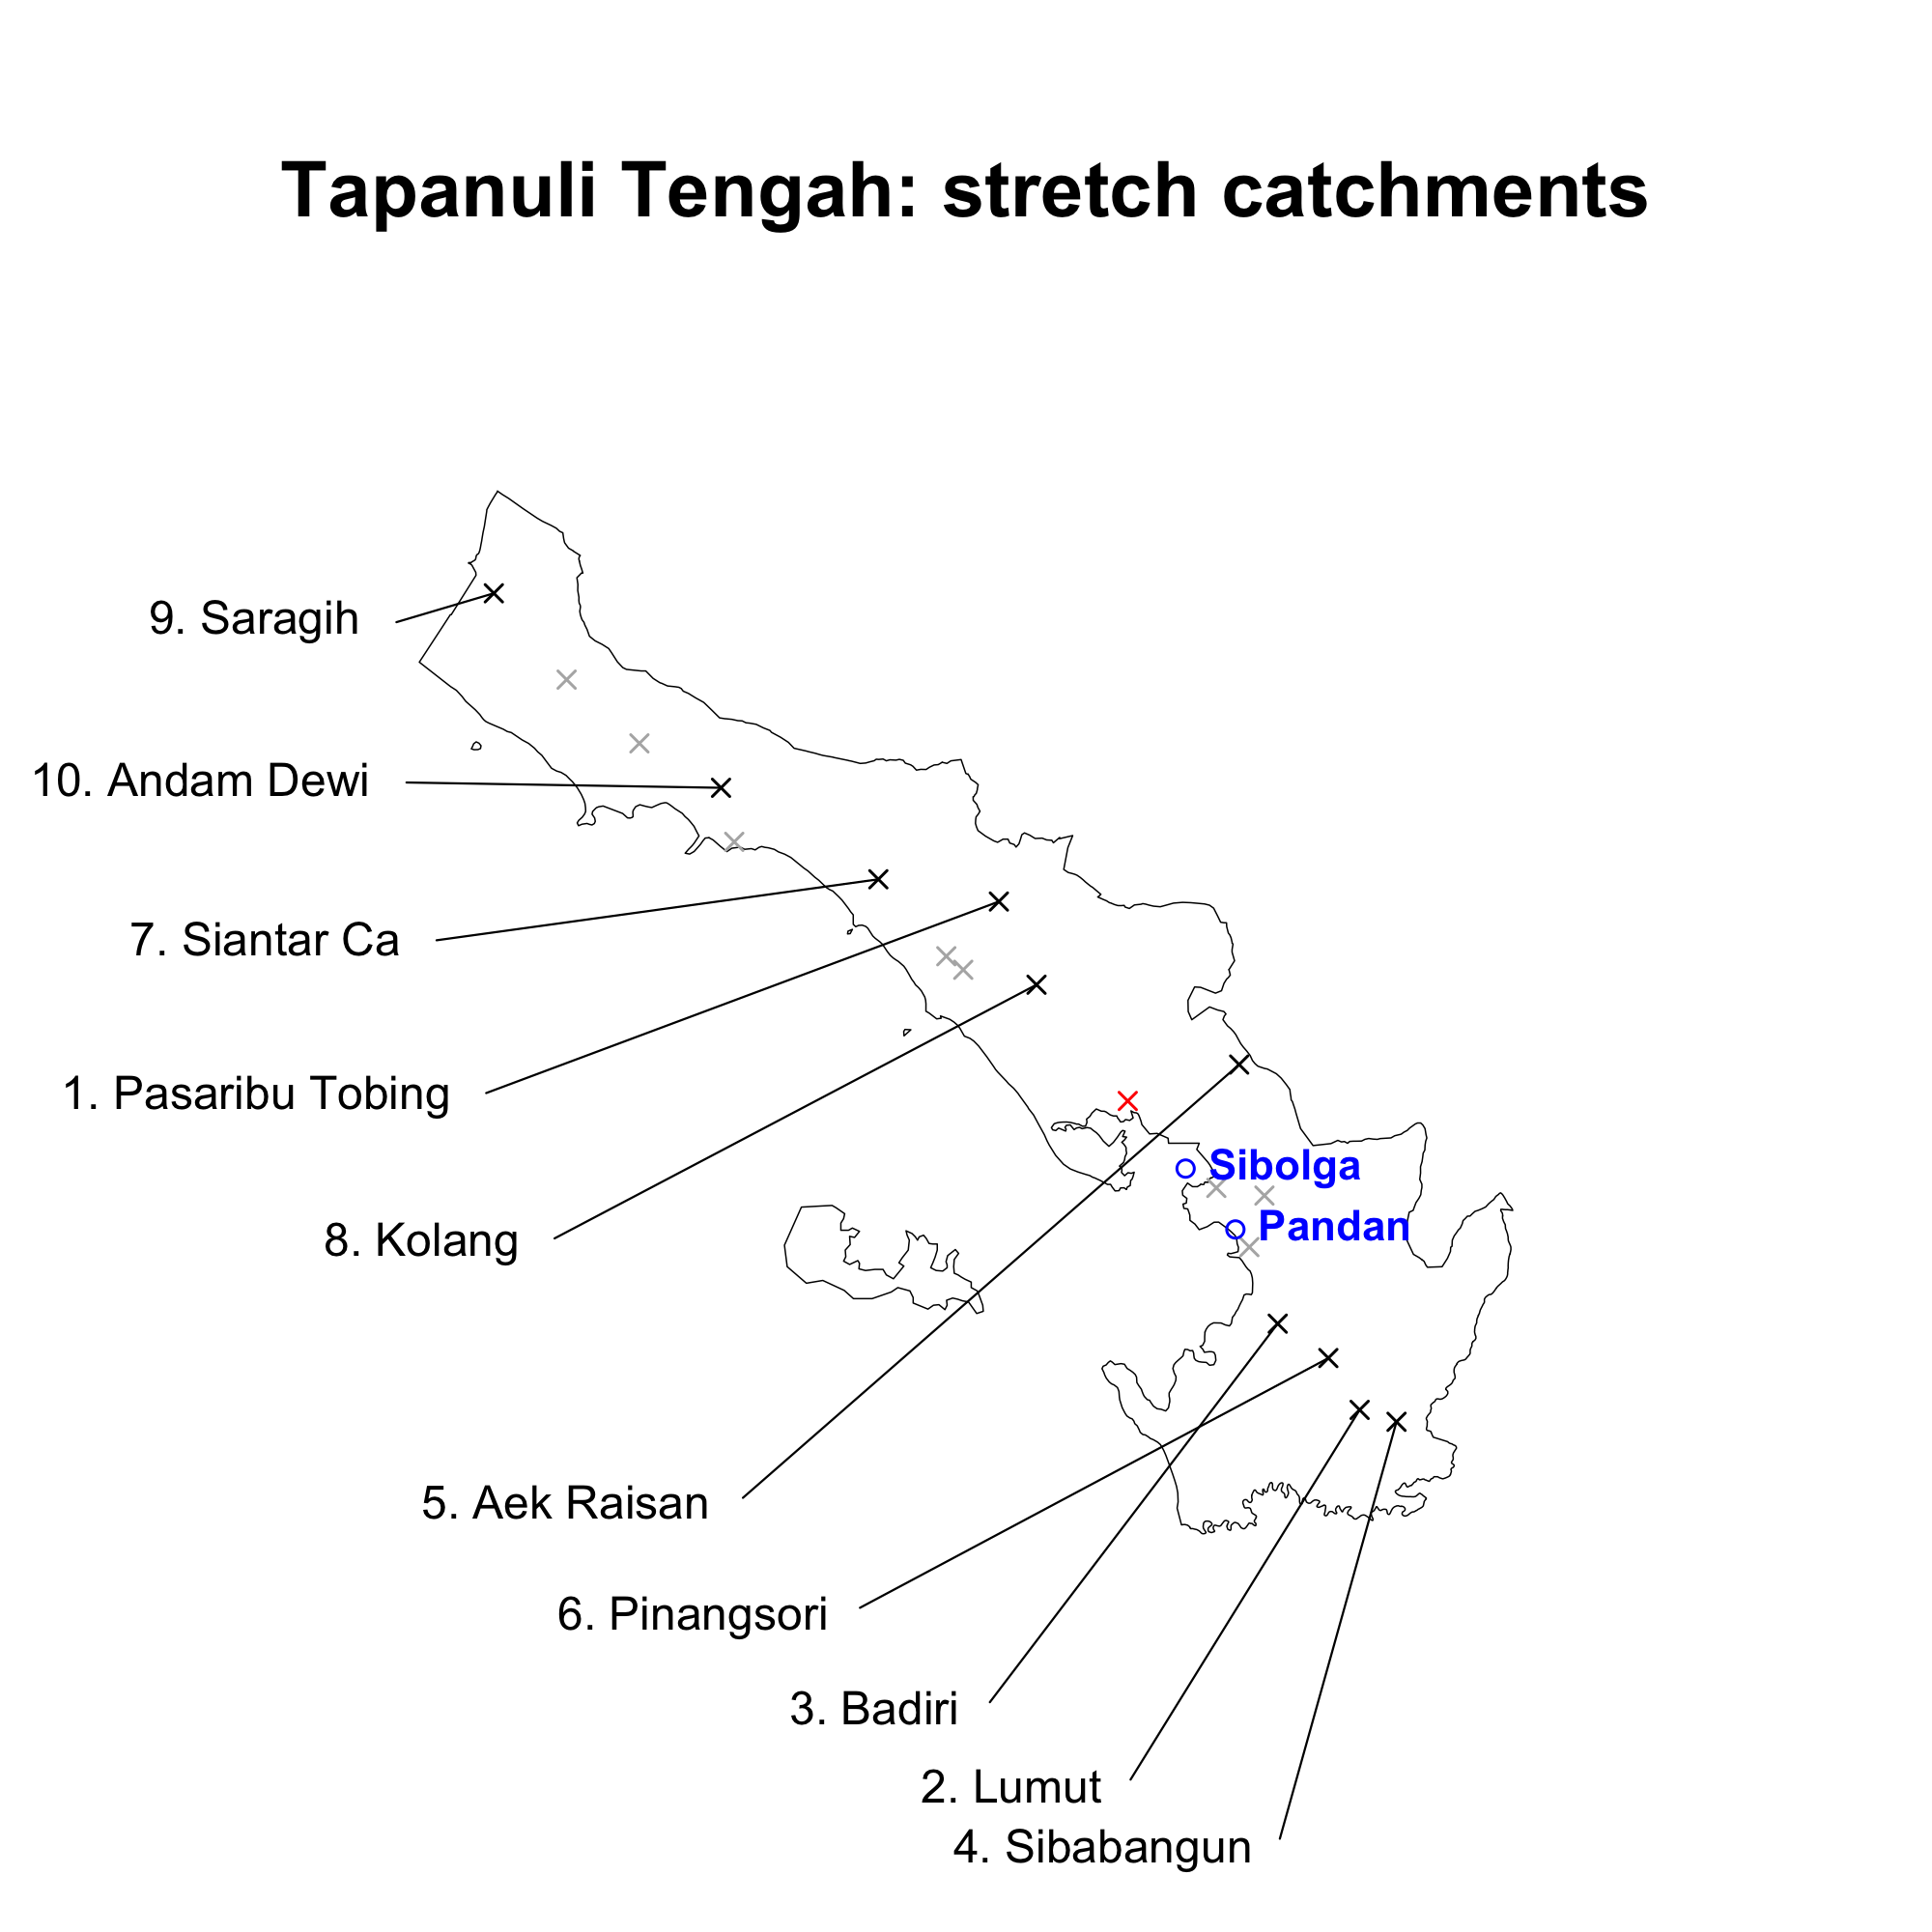 Tapanuli Tengah: stretch catchments
9. Saragih
10. Andam Dewi
7. Siantar Ca
1. Pasaribu Tobing
Sibolga
Pandan
8. Kolang
5. Aek Raisan
6. Pinangsori
3. Badiri
2. Lumut
4. Sibabangun